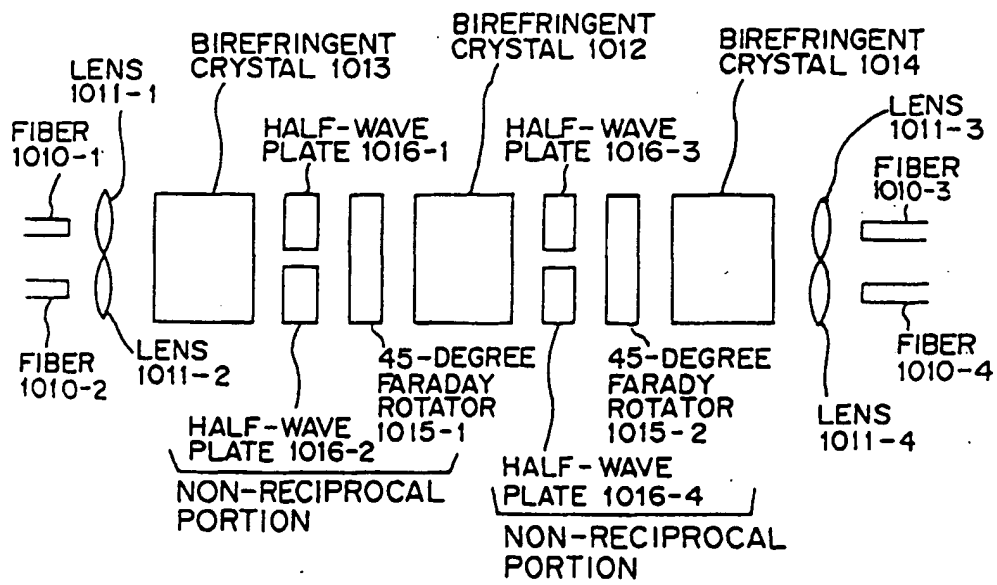 BIREFRINGENT
CRYSTAL 1013
BIREFRINGENT
CRYSTAL 1012
BIREFRINGENT
CRYSTAL 1014
LENS
1011-1
LENS
1011-3
FIBER
1010-1
HALF-WAVE
PLATE 1016-1
HALF-WAVE
PLATE 1016-3
FIBER
1010-3
FIBER
1010-2
LENS
1011-2
45-DEGREE
FARADAY
ROTATOR
1015-1
45-DEGREE
FARADY
ROTATOR
1015-2
FIBER
1010-4
LENS
1011-4
HALF-WAVE
PLATE 1016-2
HALF-WAVE
PLATE 1016-4
NON-RECIPROCAL
PORTION
NON-RECIPROCAL
PORTION